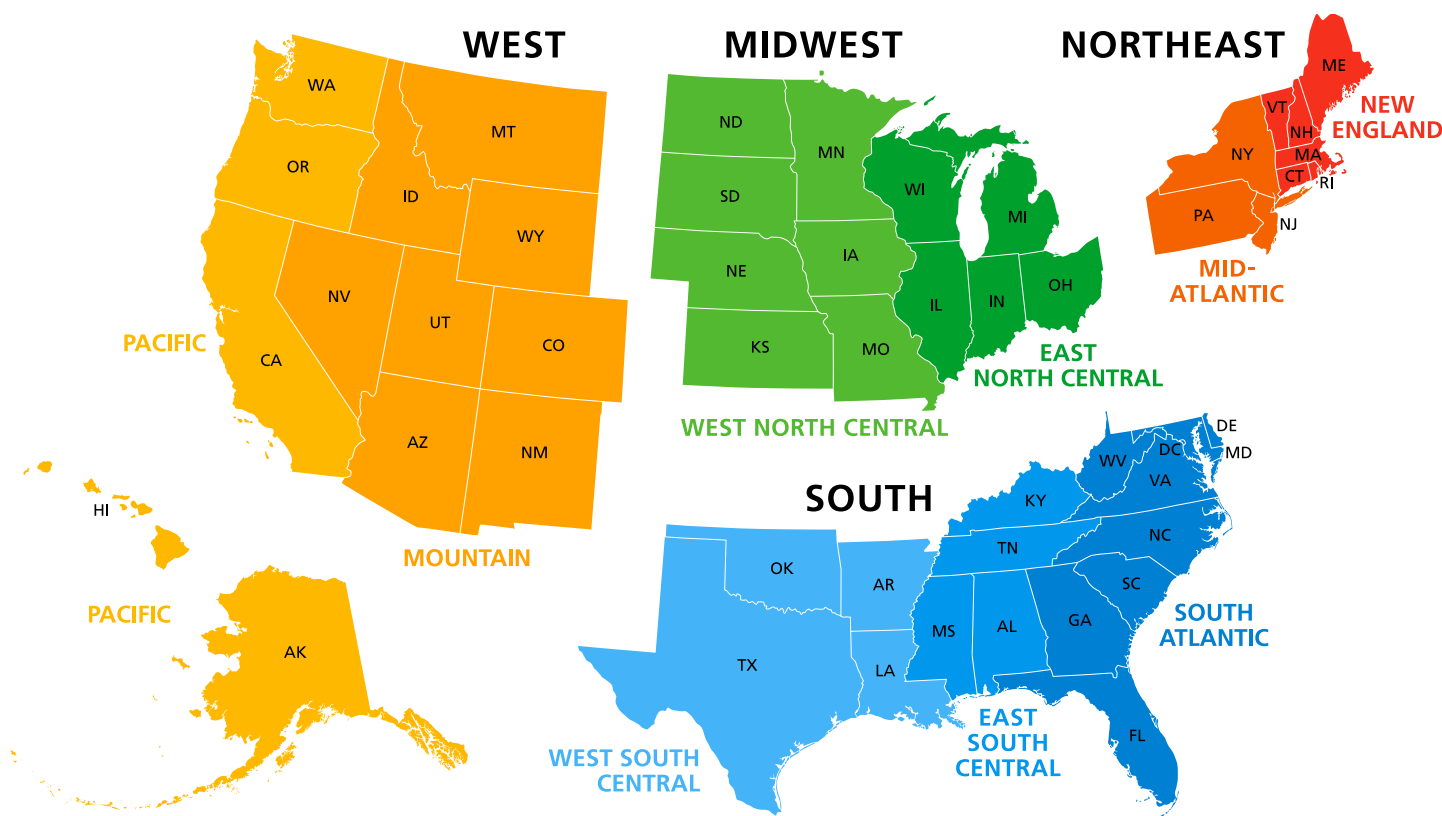 WEST
MIDWEST
NORTHEAST
WA
OR
CA
NV
ID
MT
WY
UT
CO
AZ
NM
PACIFIC
MOUNTAIN
HI
PACIFIC
AK
ND
SD
NE
KS
MN
IA
MO
WEST NORTH CENTRAL
WI
MI
IL
IN
OH
EAST
NORTH CENTRAL
ME
VT
NH
MA
CT
RI
NEW
ENGLAND
NY
PA
NJ
MID-
ATLANTIC
SOUTH
OK
AR
TX
LA
WEST SOUTH
CENTRAL
KY
TN
MS
AL
EAST
SOUTH
CENTRAL
DE
MD
DC
WV
VA
NC
SC
GA
FL
SOUTH
ATLANTIC